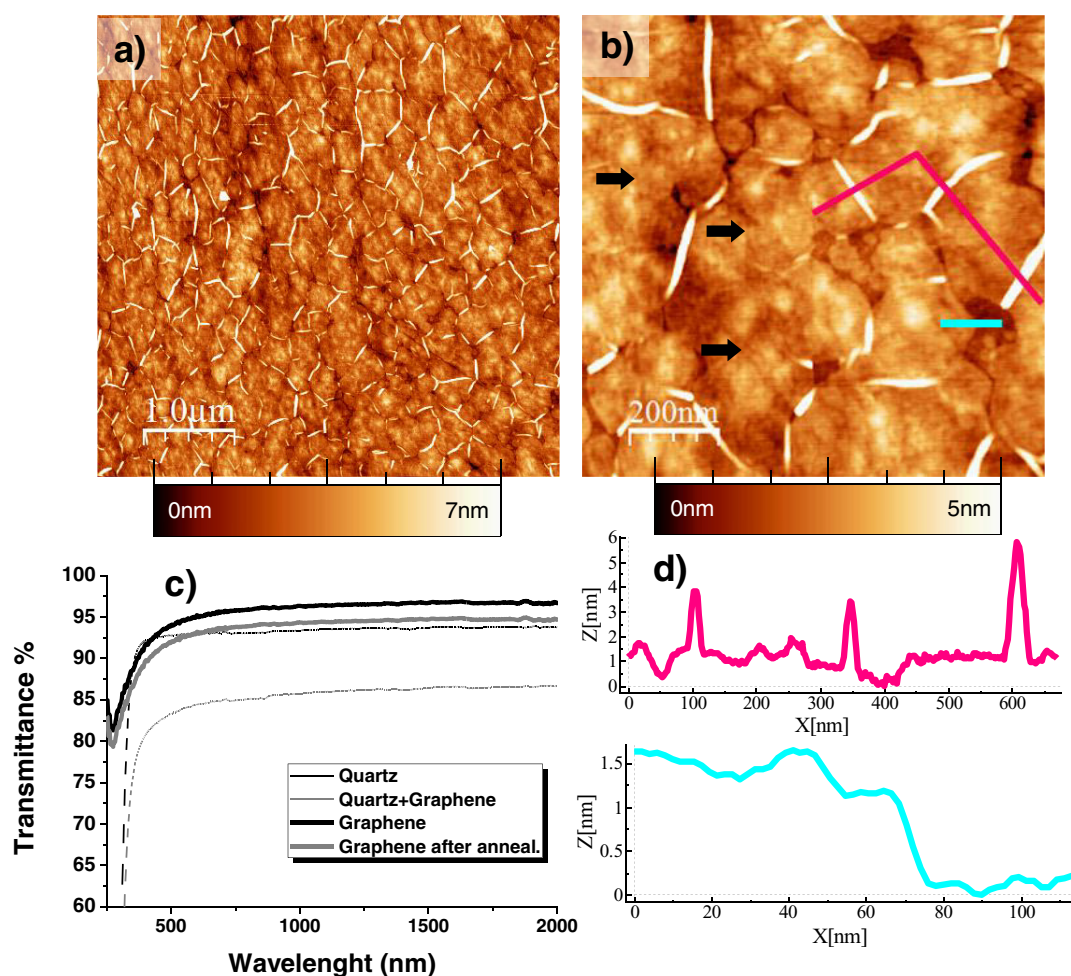 a)
1.0µm
0nm 7nm
b)
200nm
0nm 5nm
c)
Transmittance %
100
95
90
85
80
75
70
65
60
500 1000 1500 2000
Wavelenght (nm)
Quartz
Quartz+Graphene
Graphene
Graphene after anneal.
d)
Z[nm]
6
5
4
3
2
1
0
0 100 200 300 400 500 600
X[nm]
Z[nm]
1.5
1
0.5
0
0 20 40 60 80 100
X[nm]